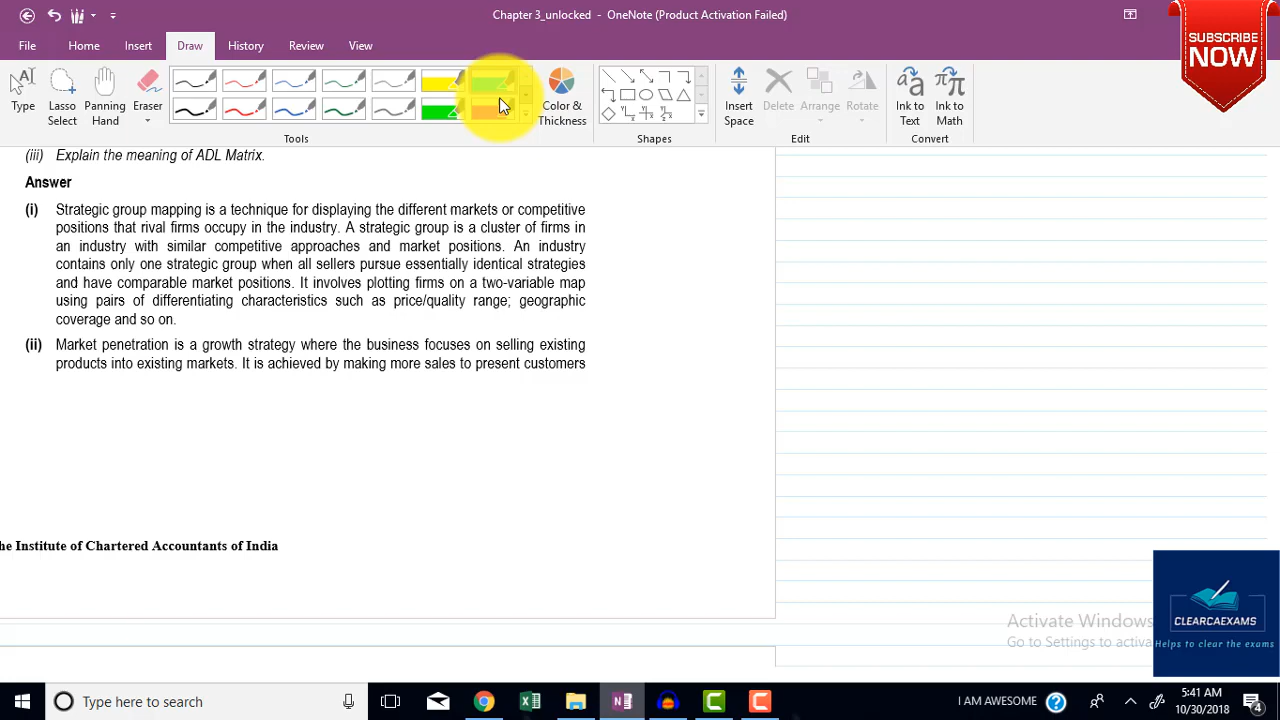 Chapter 3_unlocked - OneNote (Product Activation Failed)
SUBSCRIBE
NOW
File Home Insert Draw History Review View
Type
Lasso Select
Panning Hand
Eraser
Color & Thickness
Insert Space
Delete
Arrange
Rotate
Ink to Text
Ink to Math
Tools
Shapes
Edit
Convert
(iii) Explain the meaning of ADL Matrix.
Answer
(i) Strategic group mapping is a technique for displaying the different markets or competitive
positions that rival firms occupy in the industry. A strategic group is a cluster of firms in
an industry with similar competitive approaches and market positions. An industry
contains only one strategic group when all sellers pursue essentially identical strategies
and have comparable market positions. It involves plotting firms on a two-variable map
using pairs of differentiating characteristics such as price/quality range; geographic
coverage and so on.
(ii) Market penetration is a growth strategy where the business focuses on selling existing
products into existing markets. It is achieved by making more sales to present customers
he Institute of Chartered Accountants of India
Activate Windows
Go to Settings to activa
CLEARCAEXAMS
Helps to clear the exams
Type here to search
I AM AWESOME
5:41 AM
10/30/2018
4